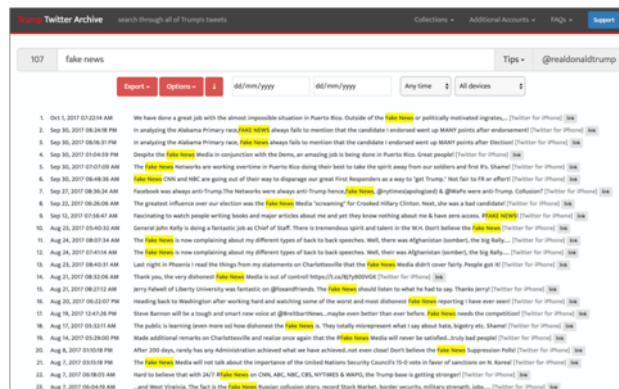 Trump Twitter Archive search through all of Trump's tweets Collections Additional Accounts FAQs Support
107 fake news Tips @realdonaldtrump
Export Options dd/mm/yyyy dd/mm/yyyy Any time All devices
1. Oct 1, 2017 07:22:14 AM We have done a great job with the almost impossible situation in Puerto Rico. Outside of the Fake News or politically motivated ingrates,... [Twitter for iPhone] link
2. Sep 30, 2017 06:24:18 PM In analyzing the Alabama Primary race,FAKE NEWS always fails to mention that the candidate I endorsed went up MANY points after endorsement! [Twitter for iPhone] link
3. Sep 30, 2017 06:16:31 PM In analyzing the Alabama Primary race,FAKE NEWS always fails to mention that the candidate I endorsed went up MANY points after Election! [Twitter for iPhone] link
4. Sep 30, 2017 01:04:59 PM Despite the Fake News Media in conjunction with the Dems, an amazing job is being done in Puerto Rico. Great people! [Twitter for iPhone] link
5. Sep 30, 2017 07:07:09 AM The Fake News Networks are working overtime in Puerto Rico doing their best to take the spirit away from our soldiers and first R's. Shame! [Twitter for iPhone] link
6. Sep 30, 2017 06:48:36 AM Fake News CNN and NBC are going out of their way to disparage our great First Responders as a way to "get Trump." Not fair to FR or effort! [Twitter for iPhone] link
7. Sep 27, 2017 08:36:24 AM Facebook was always anti-Trump.The Networks were always anti-Trump hence,Fake News, @nytimes(apologized) & @WaPo were anti-Trump. Collusion? [Twitter for iPhone] link
8. Sep 22, 2017 06:26:06 AM The greatest influence over our election was the Fake News Media "screaming" for Crooked Hillary Clinton. Next, she was a bad candidate! [Twitter for iPhone] link
9. Sep 12, 2017 07:56:47 AM Fascinating to watch people writing books and major articles about me and yet they know nothing about me & have zero access. #FAKE NEWS! [Twitter for iPhone] link
10. Aug 25, 2017 05:40:32 AM General John Kelly is doing a fantastic job as Chief of Staff. There is tremendous spirit and talent in the W.H. Don't believe the Fake News [Twitter for iPhone] link
11. Aug 24, 2017 08:07:34 AM The Fake News is now complaining about my different types of back to back speeches. Well, there was Afghanistan (somber), the big Rally.... [Twitter for iPhone] link
12. Aug 24, 2017 07:41:14 AM The Fake News is now complaining about my different types of back to back speeches. Well, their was Afghanistan (somber), the big Rally..... [Twitter for iPhone] link
13. Aug 23, 2017 08:40:31 AM Last night in Phoenix I read the things from my statements on Charlottesville that the Fake News Media didn't cover fairly. People got it! [Twitter for iPhone] link
14. Aug 21, 2017 08:32:06 AM Thank you, the very dishonest Fake News Media is out of control! [Twitter for iPhone] link
15. Aug 21, 2017 08:27:12 AM Jerry Falwell of Liberty University was fantastic on @foxandfriends. The Fake News should listen to what he had to say. Thanks Jerry! [Twitter for iPhone] link
16. Aug 20, 2017 06:22:07 PM Heading back to Washington after working hard and watching some of the worst and most dishonest Fake News reporting I have ever seen! [Twitter for iPhone] link
17. Aug 19, 2017 12:47:26 PM Steve Bannon will be a tough and smart new voice at @BreitbartNews...maybe even better than ever before. Fake News needs the competition! [Twitter for iPhone] link
18. Aug 17, 2017 05:32:11 AM The public is learning (even more so) how dishonest the Fake News is. They totally misrepresent what I say about hate, bigotry etc. Shame! [Twitter for iPhone] link
19. Aug 14, 2017 05:29:00 PM Made additional remarks on Charlottesville and realize once again that the #Fake News Media will never be satisfied...truly bad people! [Twitter for iPhone] link
20. Aug 8, 2017 01:10:18 PM After 200 days, rarely has any Administration achieved what we have achieved..not even close! Don't believe the Fake News Suppression Polls! [Twitter for iPhone] link
21. Aug 7, 2017 03:15:18 PM The Fake News Media will not talk about the importance of the United Nations Security Council's 15-0 vote in favor of sanctions on N. Korea! [Twitter for iPhone] link
22. Aug 7, 2017 06:18:05 AM Hard to believe that with 24/7 #Fake News on CNN, ABC, NBC, CBS, NYTIMES & WAPO, the Trump base is getting stronger! [Twitter for iPhone] link
Aug 7, 2017 06:04:19 AM ...and West Virginia. The fact is the Fake News Russian collusion story, record Stock Market, border security, military strength, jobs... [Twitter for iPhone] link